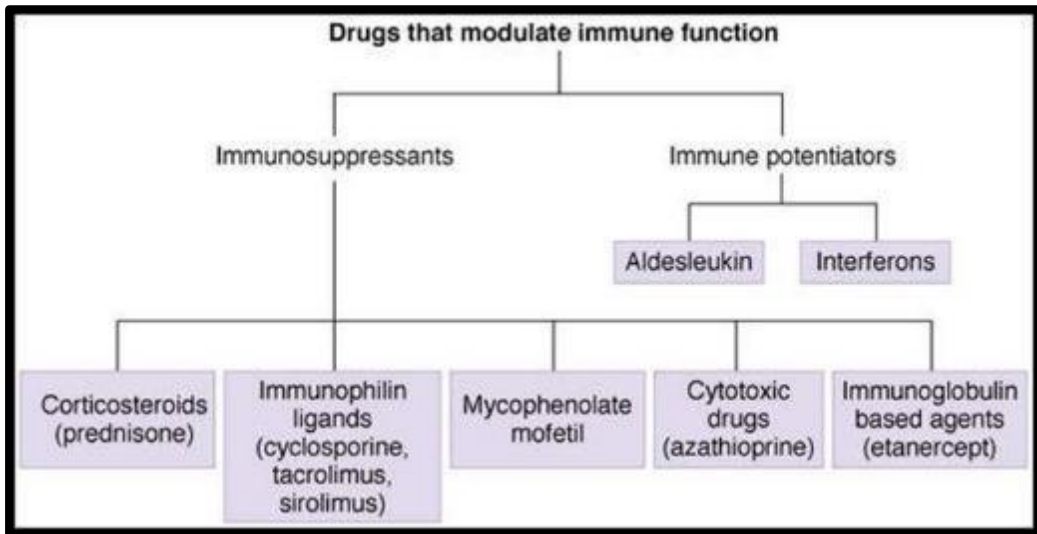 Drugs that modulate immune function
Immunosuppressants
Immune potentiators
Aldesleukin
Interferons
Corticosteroids
(prednisone)
Immunophilin
ligands
(cyclosporine,
tacrolimus,
sirolimus)
Mycophenolate
mofetil
Cytotoxic
drugs
(azathioprine)
Immunoglobulin
based agents
(etanercept)